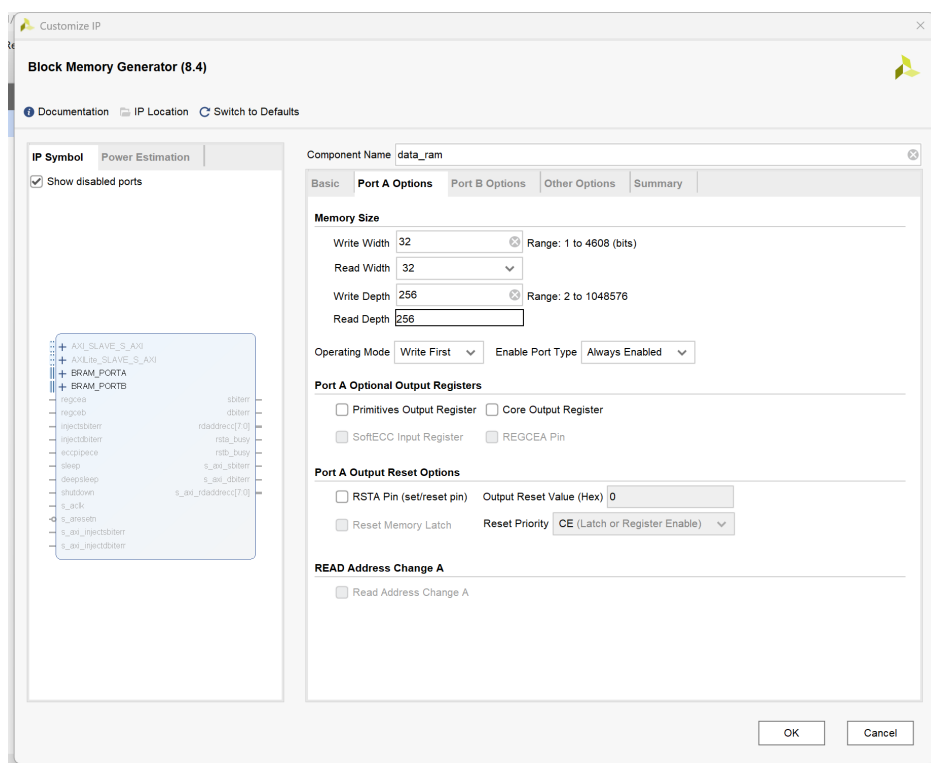 Customize IP
Block Memory Generator (8.4)
Documentation IP Location Switch to Defaults
IP Symbol Power Estimation
Show disabled ports
AXI_SLAVE_S_AXI
AXILite_SLAVE_S_AXI
BRAM_PORTA
BRAM_PORTB
regcea sbiterr
regceb dbiterr
injectsbiterr rdaddrecc[7:0]
injectdbiterr rsta_busy
eccpipece rstb_busy
sleep s_axi_sbiterr
deepsleep s_axi_dbiterr
shutdown s_axi_rdaddrecc[7:0]
s_aclk
s_aresetn
s_axi_injectsbiterr
s_axi_injectdbiterr
Component Name data_ram
Basic Port A Options Port B Options Other Options Summary
Memory Size
Write Width 32 Range: 1 to 4608 (bits)
Read Width 32
Write Depth 256 Range: 2 to 1048576
Read Depth 256
Operating Mode Write First Enable Port Type Always Enabled
Port A Optional Output Registers
Primitives Output Register Core Output Register
SoftECC Input Register REGCEA Pin
Port A Output Reset Options
RSTA Pin (set/reset pin) Output Reset Value (Hex) 0
Reset Memory Latch Reset Priority CE (Latch or Register Enable)
READ Address Change A
Read Address Change A
OK Cancel